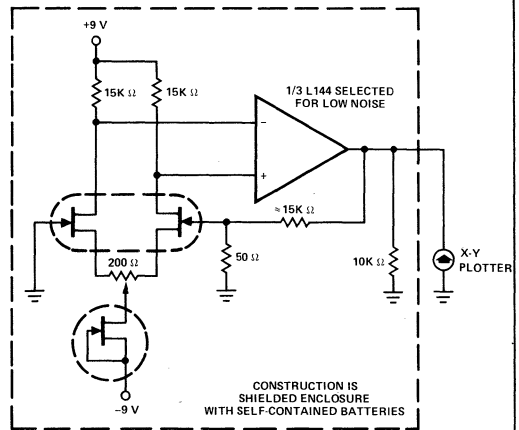 +9 V
15K Ω
15K Ω
1/3 L144 SELECTED
FOR LOW NOISE
−
+
≈15K Ω
200 Ω
50 Ω
10K Ω
X-Y
PLOTTER
−9 V
CONSTRUCTION IS
SHIELDED ENCLOSURE
WITH SELF-CONTAINED BATTERIES